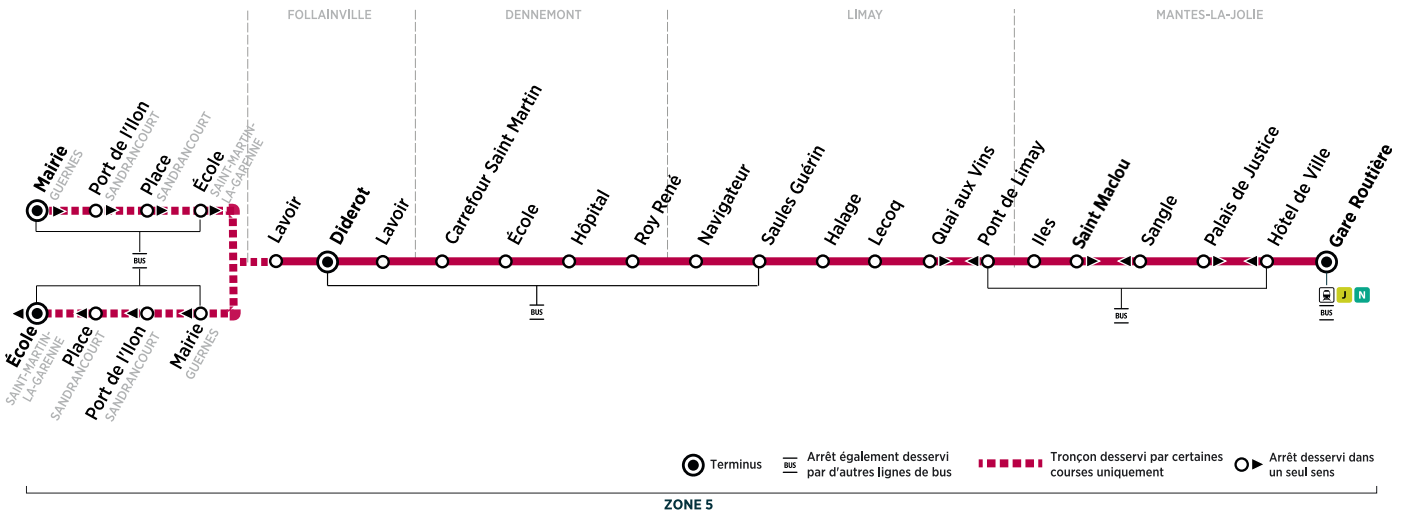 FOLLAINVILLE
DENNEMONT
LIMAY
MANTES-LA-JOLIE
Mairie
GUERNES
Port de l'Ilon
SANDRANCOURT
Place
SANDRANCOURT
École
SAINT-MARTIN-
LA-GARENNE
Lavoir
Diderot
Lavoir
Carrefour Saint Martin
École
Hôpital
Roy René
Navigateur
Saules Guérin
Halage
Lecoq
Quai aux Vins
Pont de Limay
Iles
Saint Maclou
Sangle
Palais de Justice
Hôtel de Ville
Gare Routière
BUS
BUS
BUS
J N
BUS
École
SAINT-MARTIN-
LA-GARENNE
Place
SANDRANCOURT
Port de l'Ilon
SANDRANCOURT
Mairie
GUERNES
Terminus
BUS
Arrêt également desservi
par d'autres lignes de bus
Tronçon desservi par certaines
courses uniquement
Arrêt desservi dans
un seul sens
ZONE 5